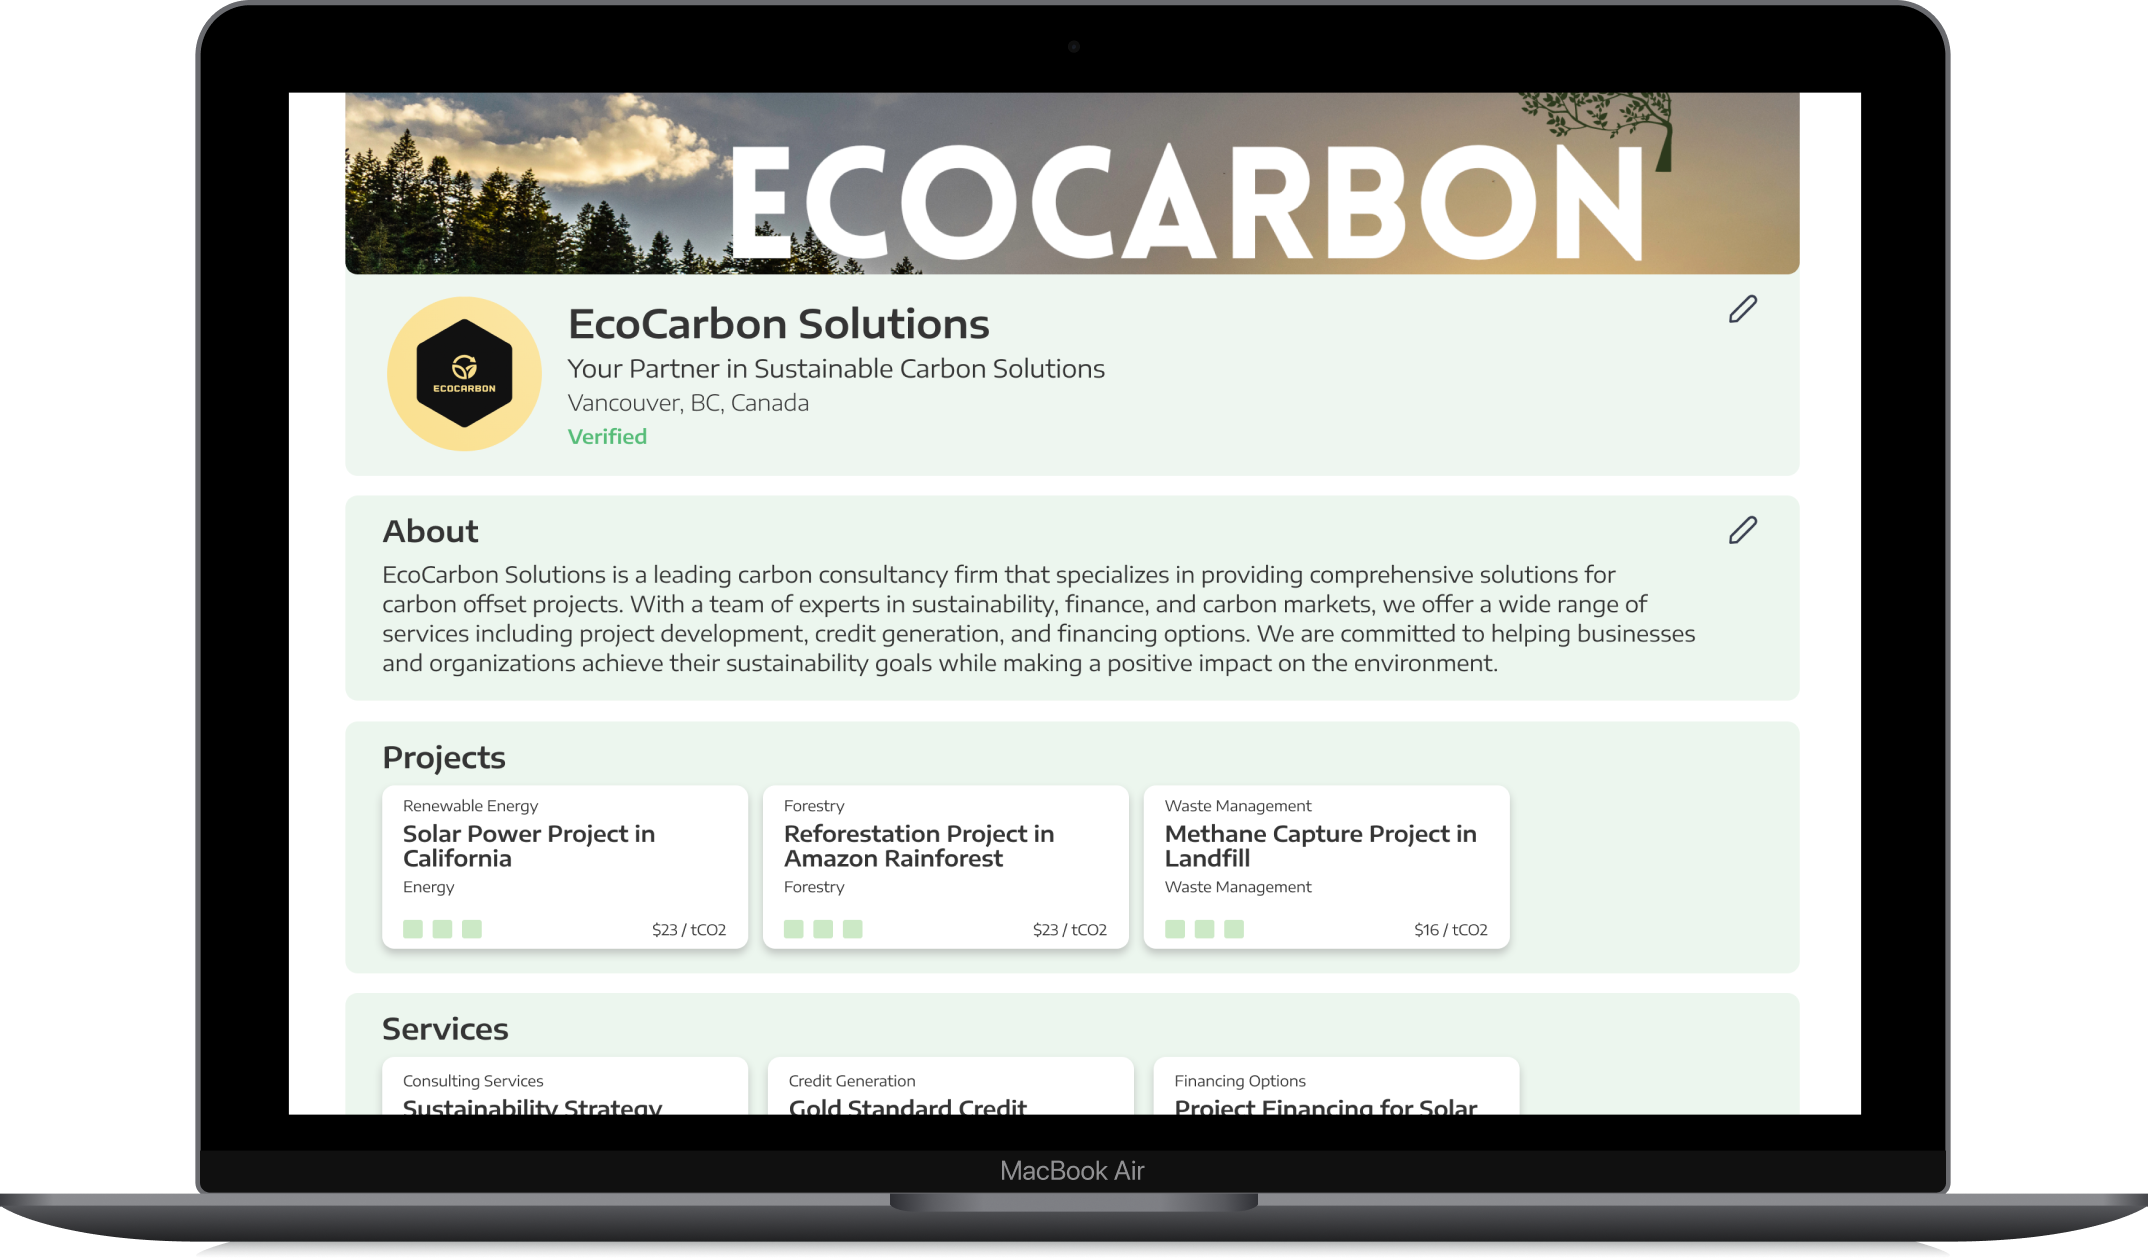 ECOCARBON
ECOCARBON
EcoCarbon Solutions
Your Partner in Sustainable Carbon Solutions
Vancouver, BC, Canada
Verified
About
EcoCarbon Solutions is a leading carbon consultancy firm that specializes in providing comprehensive solutions for
carbon offset projects. With a team of experts in sustainability, finance, and carbon markets, we offer a wide range of
services including project development, credit generation, and financing options. We are committed to helping businesses
and organizations achieve their sustainability goals while making a positive impact on the environment.
Projects
Renewable Energy
Solar Power Project in
California
Energy
$23 / tCO2
Forestry
Reforestation Project in
Amazon Rainforest
Forestry
$23 / tCO2
Waste Management
Methane Capture Project in
Landfill
Waste Management
$16 / tCO2
Services
Consulting Services
Sustainability Strategy
Credit Generation
Gold Standard Credit
Financing Options
Project Financing for Solar
MacBook Air